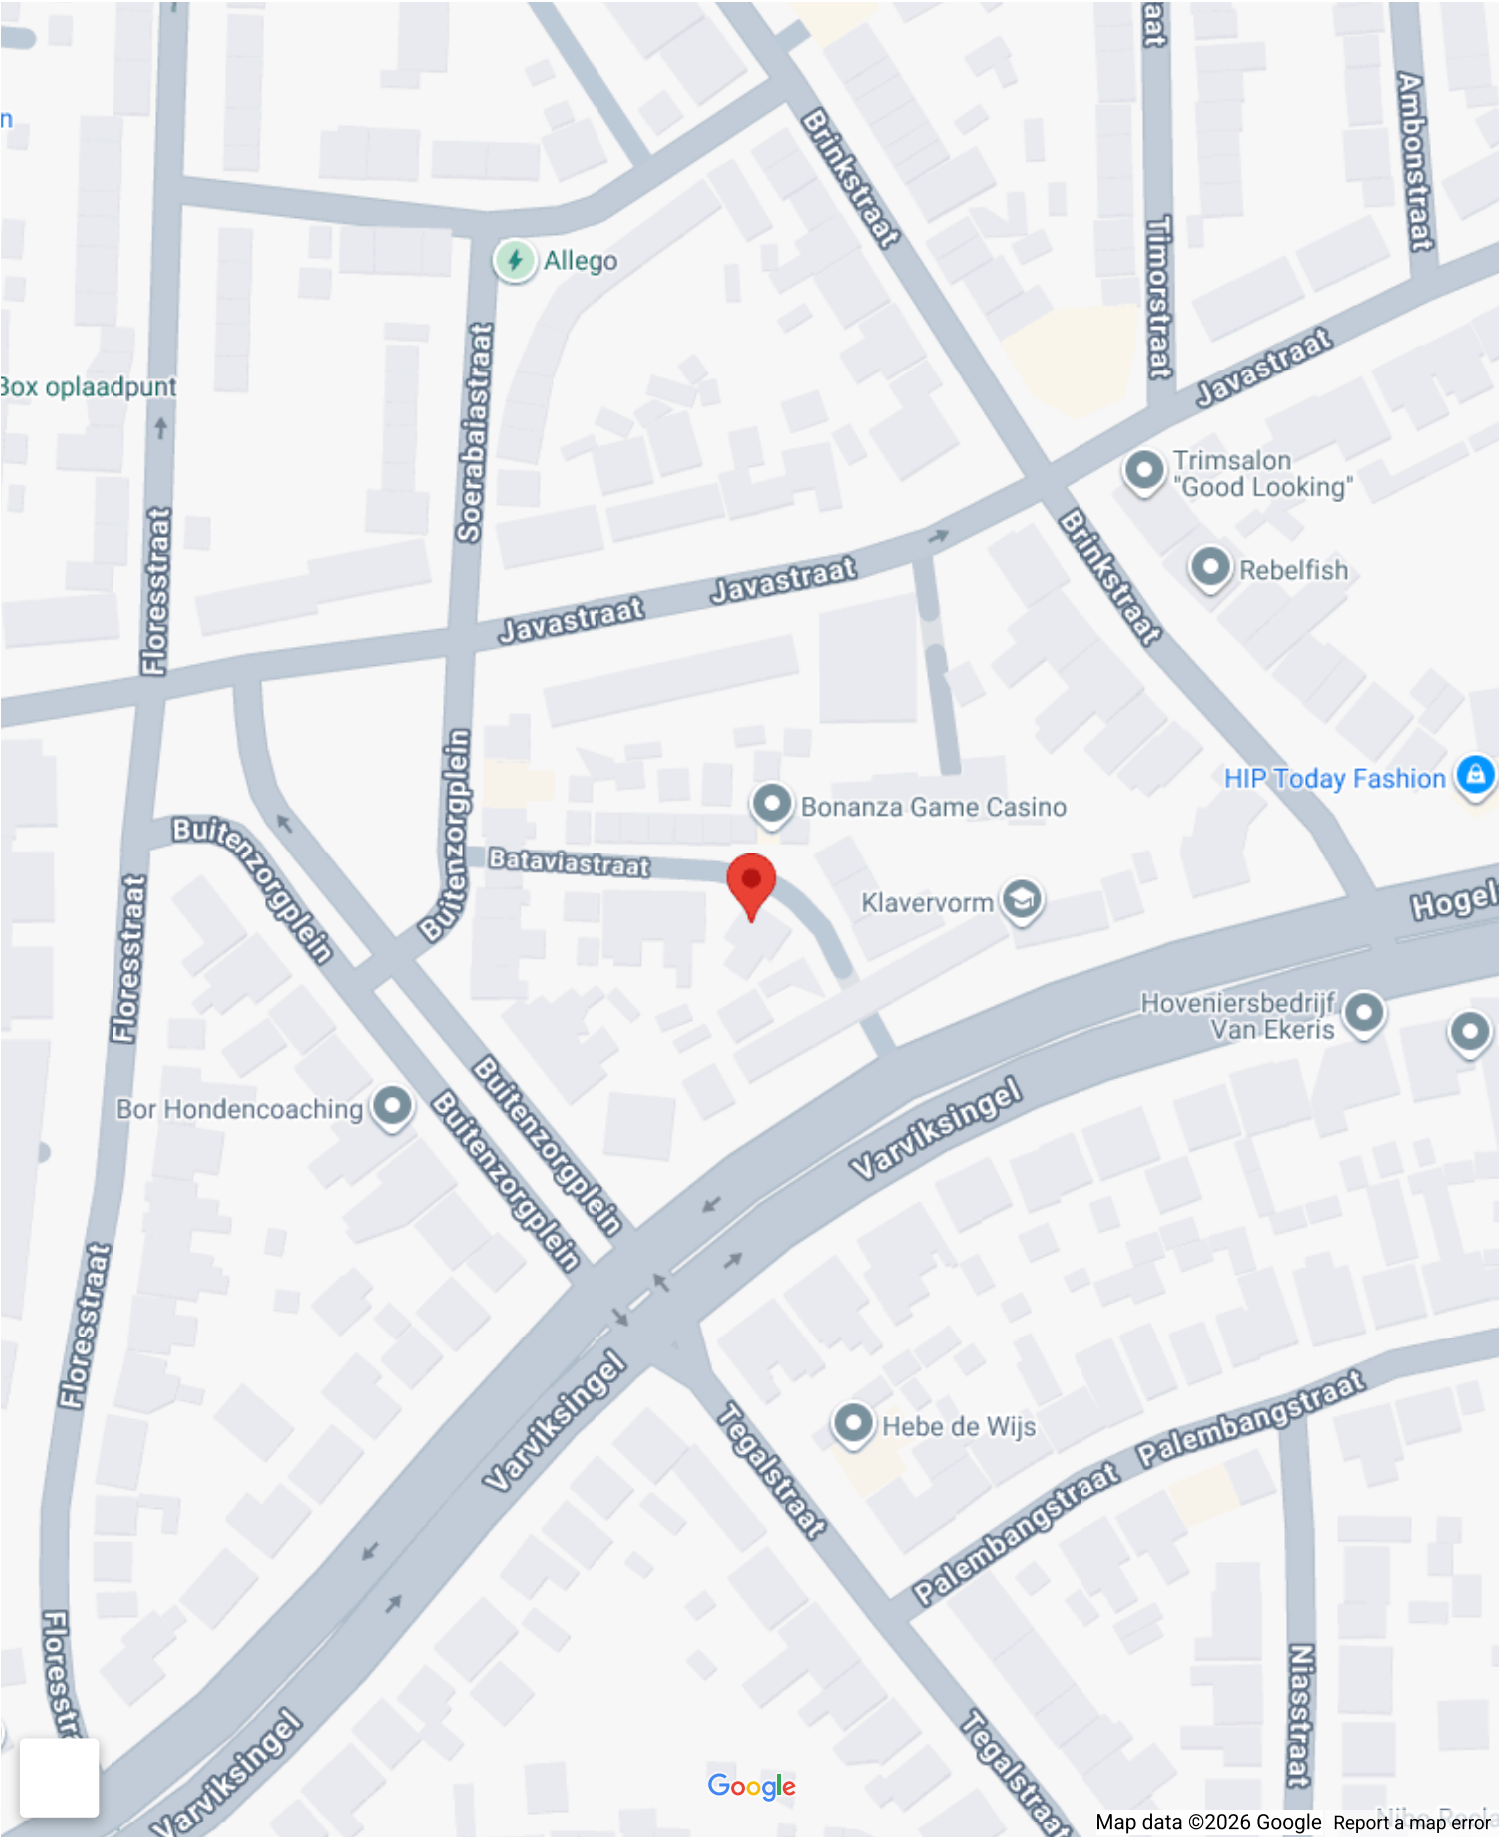 aat
Ambonstraat
n
Brinkstraat
Timorstraat
Allego
Javastraat
Box oplaadpunt
Soerabaiastraat
Trimsalon
"Good Looking"
Floresstraat
Brinkstraat
Rebelfish
Javastraat
Javastraat
HIP Today Fashion
Buitenzorgplein
Bonanza Game Casino
Buitenzorgplein
Bataviastraat
Klavervorm
Hogel
Floresstraat
Hoveniersbedrijf
Van Ekeris
Bor Hondencoaching
Buitenzorgplein
Buitenzorgplein
Varviksingel
Floresstraat
Varviksingel
Hebe de Wijs
Tegalstraat
Palembangstraat
Palembangstraat
Floresstra
Niasstraat
Varviksingel
Tegalstraat
Google
Map data ©2026 Google
Report a map error